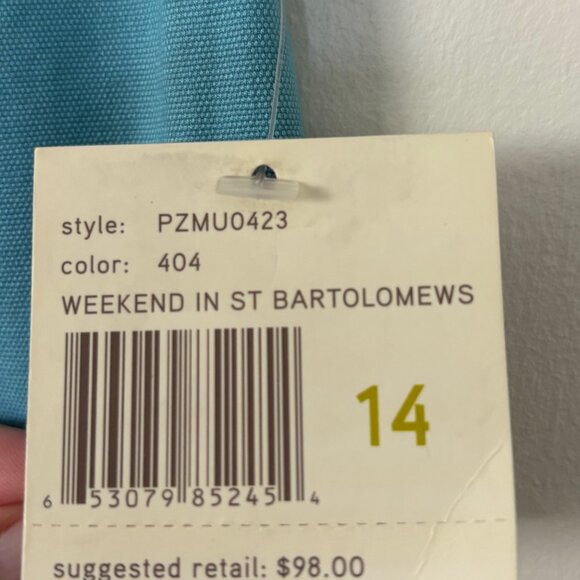 style: PZMU0423
color: 404
WEEKEND IN ST BARTOLOMEWS
14
6 53079 85245 4
suggested retail: $98.00